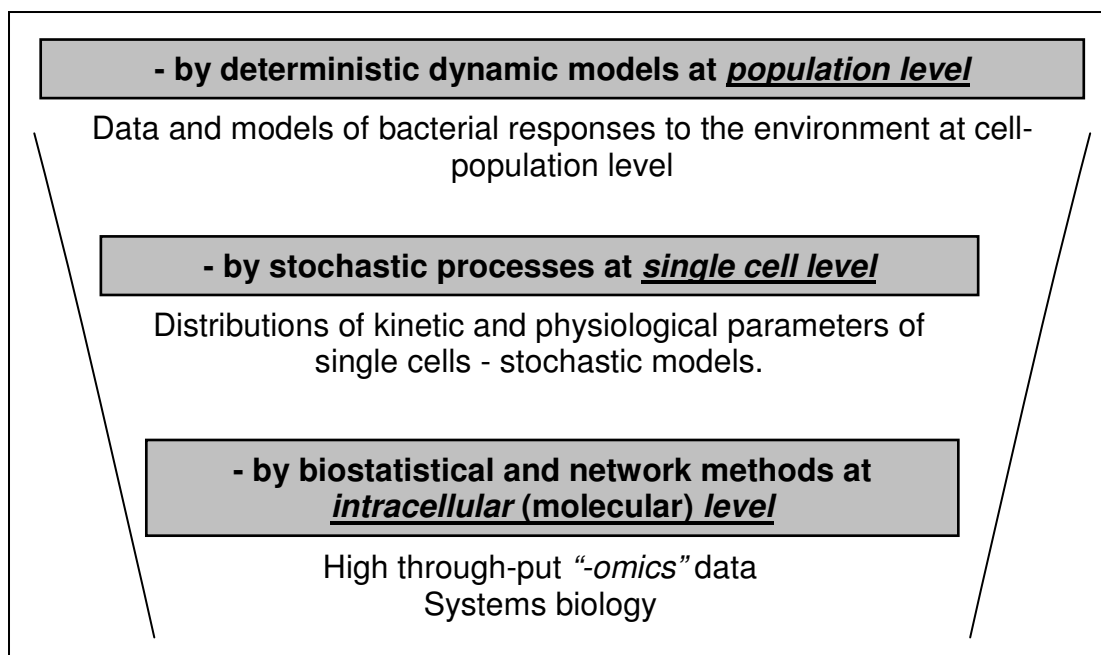 - by deterministic dynamic models at population level
Data and models of bacterial responses to the environment at cell-
population level
- by stochastic processes at single cell level
Distributions of kinetic and physiological parameters of
single cells - stochastic models.
- by biostatistical and network methods at
intracellular (molecular) level
High through-put “-omics” data
Systems biology